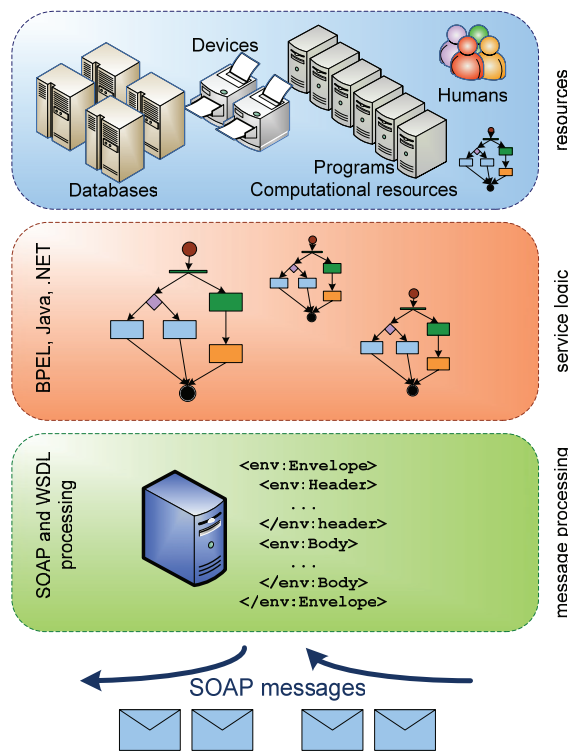 Devices
Humans
Databases
Programs
Computational resources
resources
BPEL, Java, .NET
service logic
SOAP and WSDL
processing
<env:Envelope>
<env:Header>
...
</env:header>
<env:Body>
...
</env:Body>
</env:Envelope>
message processing
SOAP messages